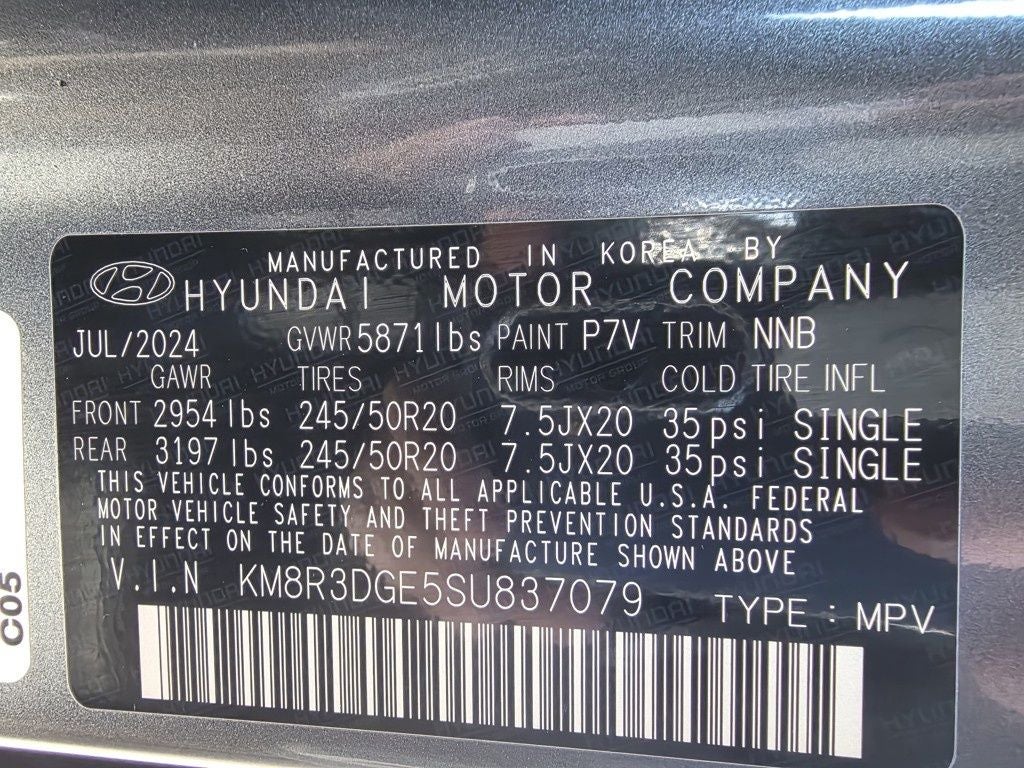 MANUFACTURED IN KOREA BY
HYUNDAI MOTOR COMPANY
JUL/2024 GVWR 5871lbs PAINT P7V TRIM NNB
GAWR TIRES RIMS COLD TIRE INFL
FRONT 2954 lbs 245/50R20 7.5JX20 35psi SINGLE
REAR 3197 lbs 245/50R20 7.5JX20 35psi SINGLE
THIS VEHICLE CONFORMS TO ALL APPLICABLE U.S.A. FEDERAL
MOTOR VEHICLE SAFETY AND THEFT PREVENTION STANDARDS
IN EFFECT ON THE DATE OF MANUFACTURE SHOWN ABOVE
V.I.N KM8R3DGE5SU837079 TYPE : MPV
C05